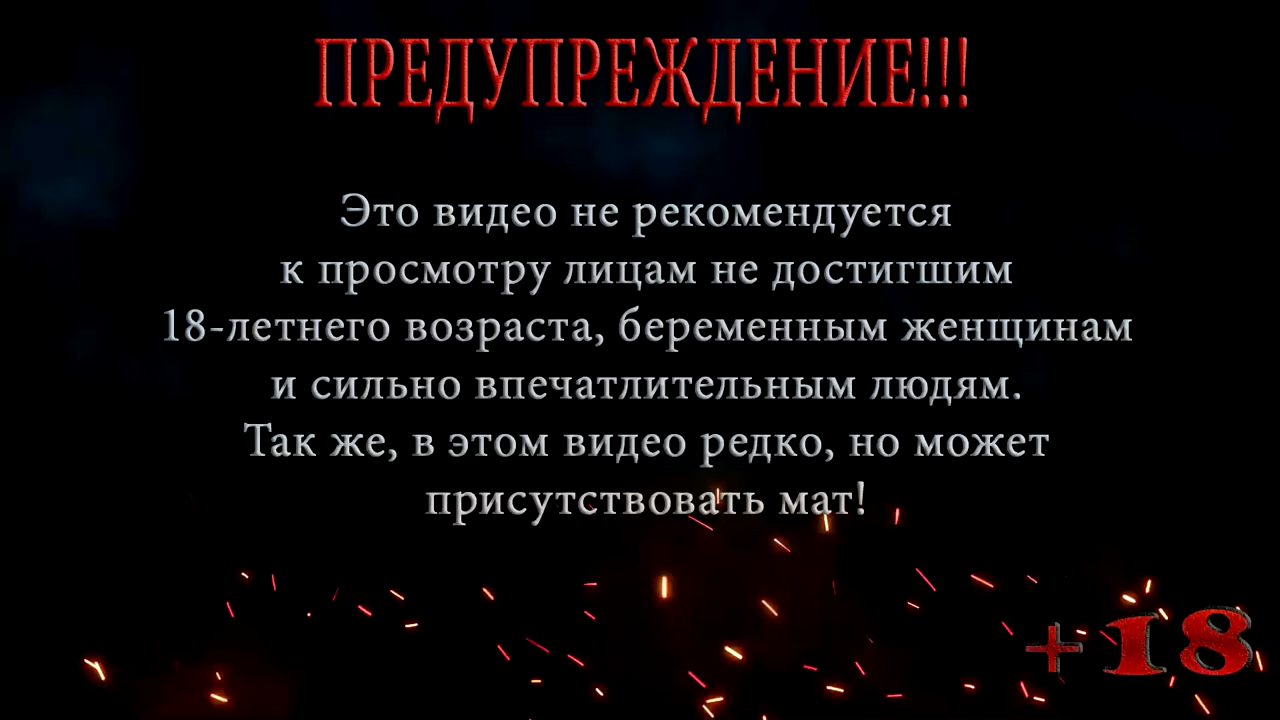 ПРЕДУПРЕЖДЕНИЕ!!!
Это видео не рекомендуется
к просмотру лицам не достигшим
18-летнего возраста, беременным женщинам
и сильно впечатлительным людям.
Так же, в этом видео редко, но может
присутствовать мат!
+18